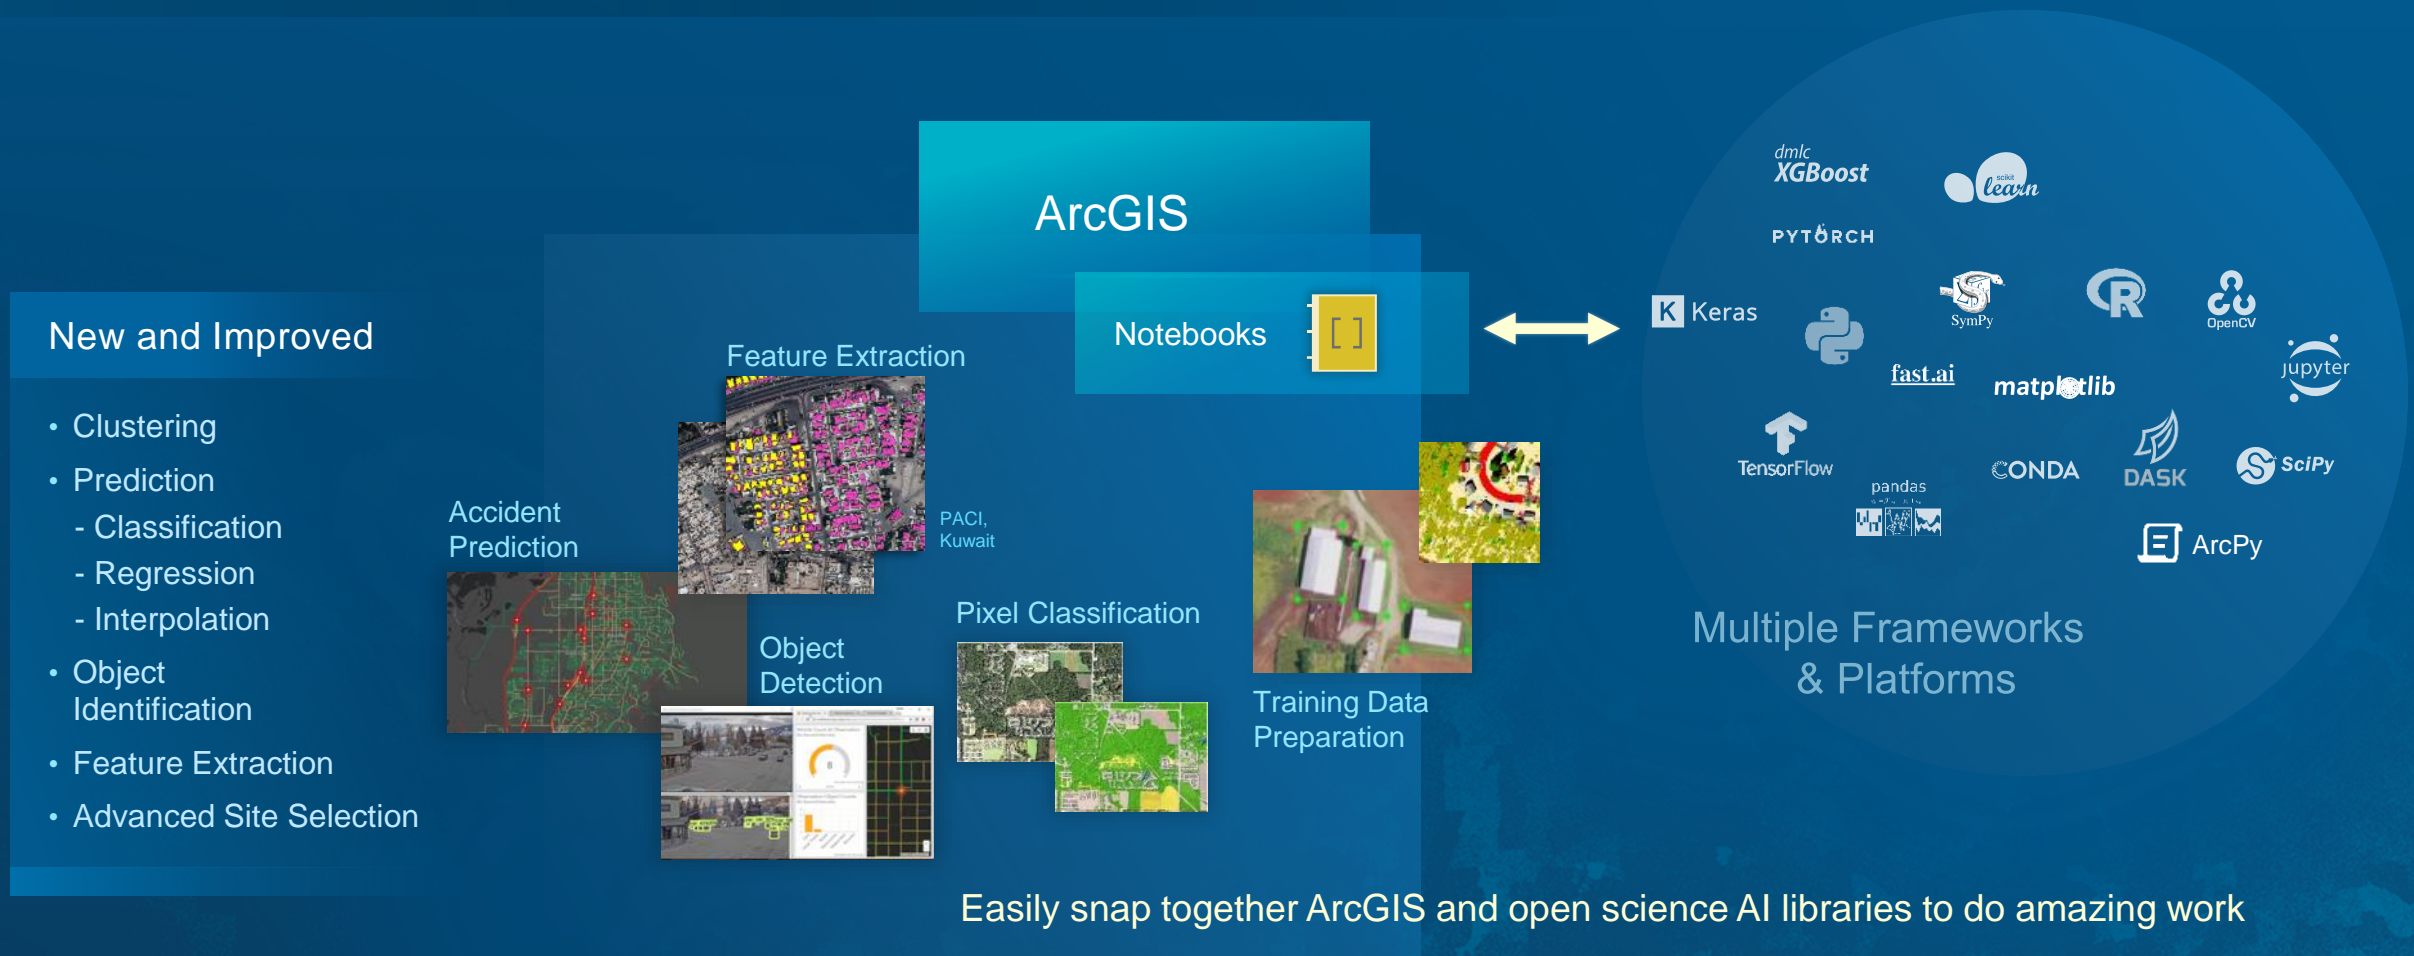 ArcGIS
Notebooks
[ ]
New and Improved
• Clustering
• Prediction
- Classification
- Regression
- Interpolation
• Object
Identification
• Feature Extraction
• Advanced Site Selection
Feature Extraction
PACI,
Kuwait
Accident
Prediction
Object
Detection
Pixel Classification
Training Data
Preparation
dmlc
XGBoost
scikit
learn
PYTORCH
K Keras
SymPy
R
OpenCV
jupyter
fast.ai
matplotlib
TensorFlow
CONDA
DASK
SciPy
pandas
ArcPy
Multiple Frameworks
& Platforms
Easily snap together ArcGIS and open science AI libraries to do amazing work